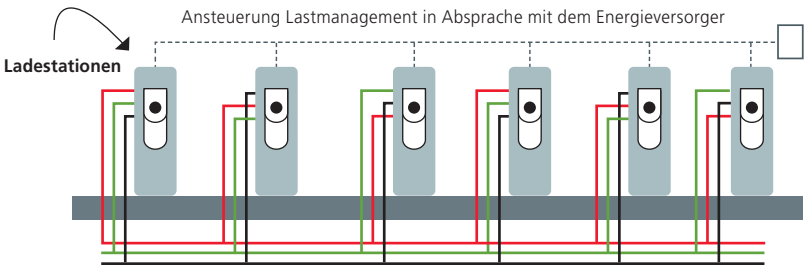 Ansteuerung Lastmanagement in Absprache mit dem Energieversorger
Ladestationen